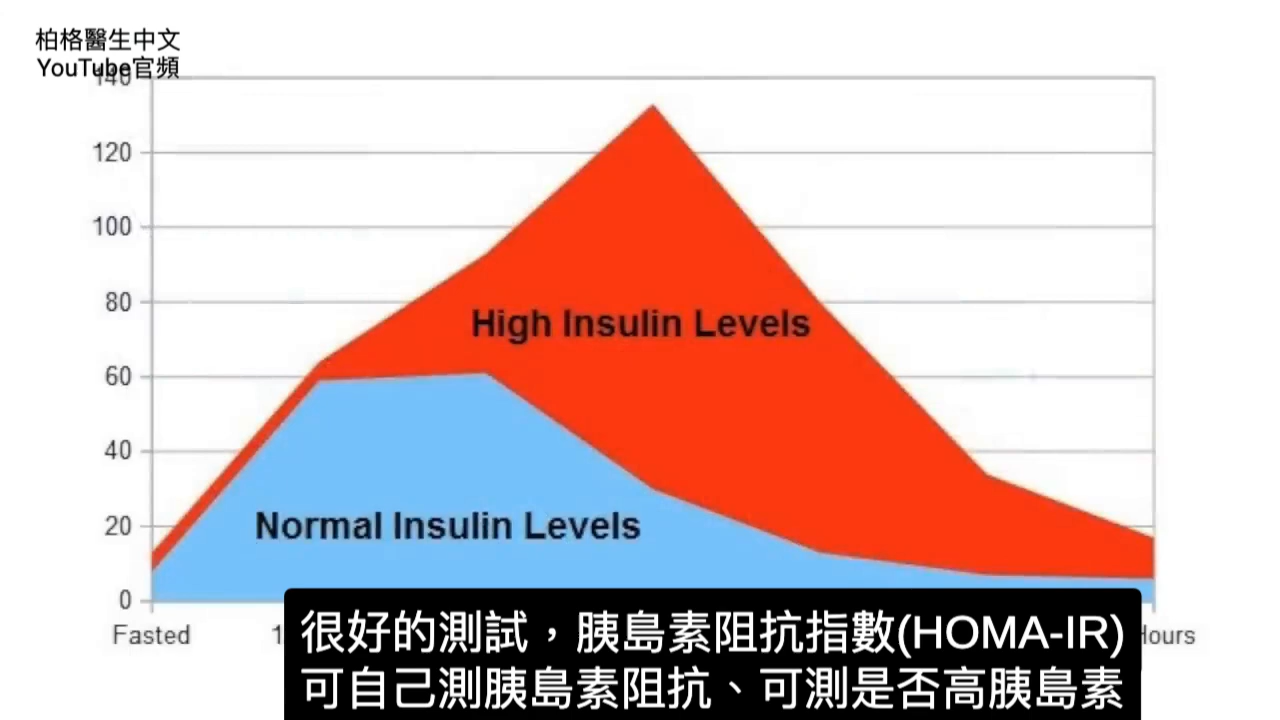 柏格醫生中文
YouTube官頻
140
120
100
80
60
40
20
0
High Insulin Levels
Normal Insulin Levels
Fasted
很好的測試，胰島素阻抗指數(HOMA-IR)
可自己測胰島素阻抗、可測是否高胰島素